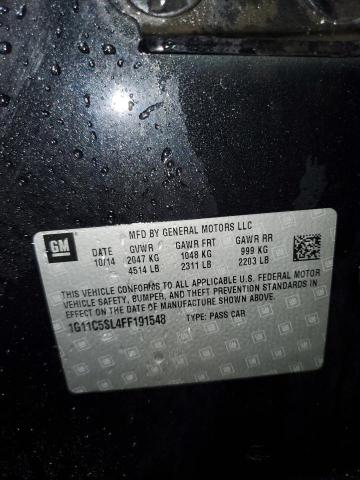 MFD BY GENERAL MOTORS LLC
GM
DATE GVWR GAWR FRT GAWR RR
10/14 2047 KG 1048 KG 999 KG
4514 LB 2311 LB 2203 LB
THIS VEHICLE CONFORMS TO ALL APPLICABLE U.S. FEDERAL MOTOR
VEHICLE SAFETY, BUMPER, AND THEFT PREVENTION STANDARDS
IN EFFECT ON THE DATE OF MANUFACTURE SHOWN ABOVE.
1G11C5SL4FF191548 TYPE: PASS CAR